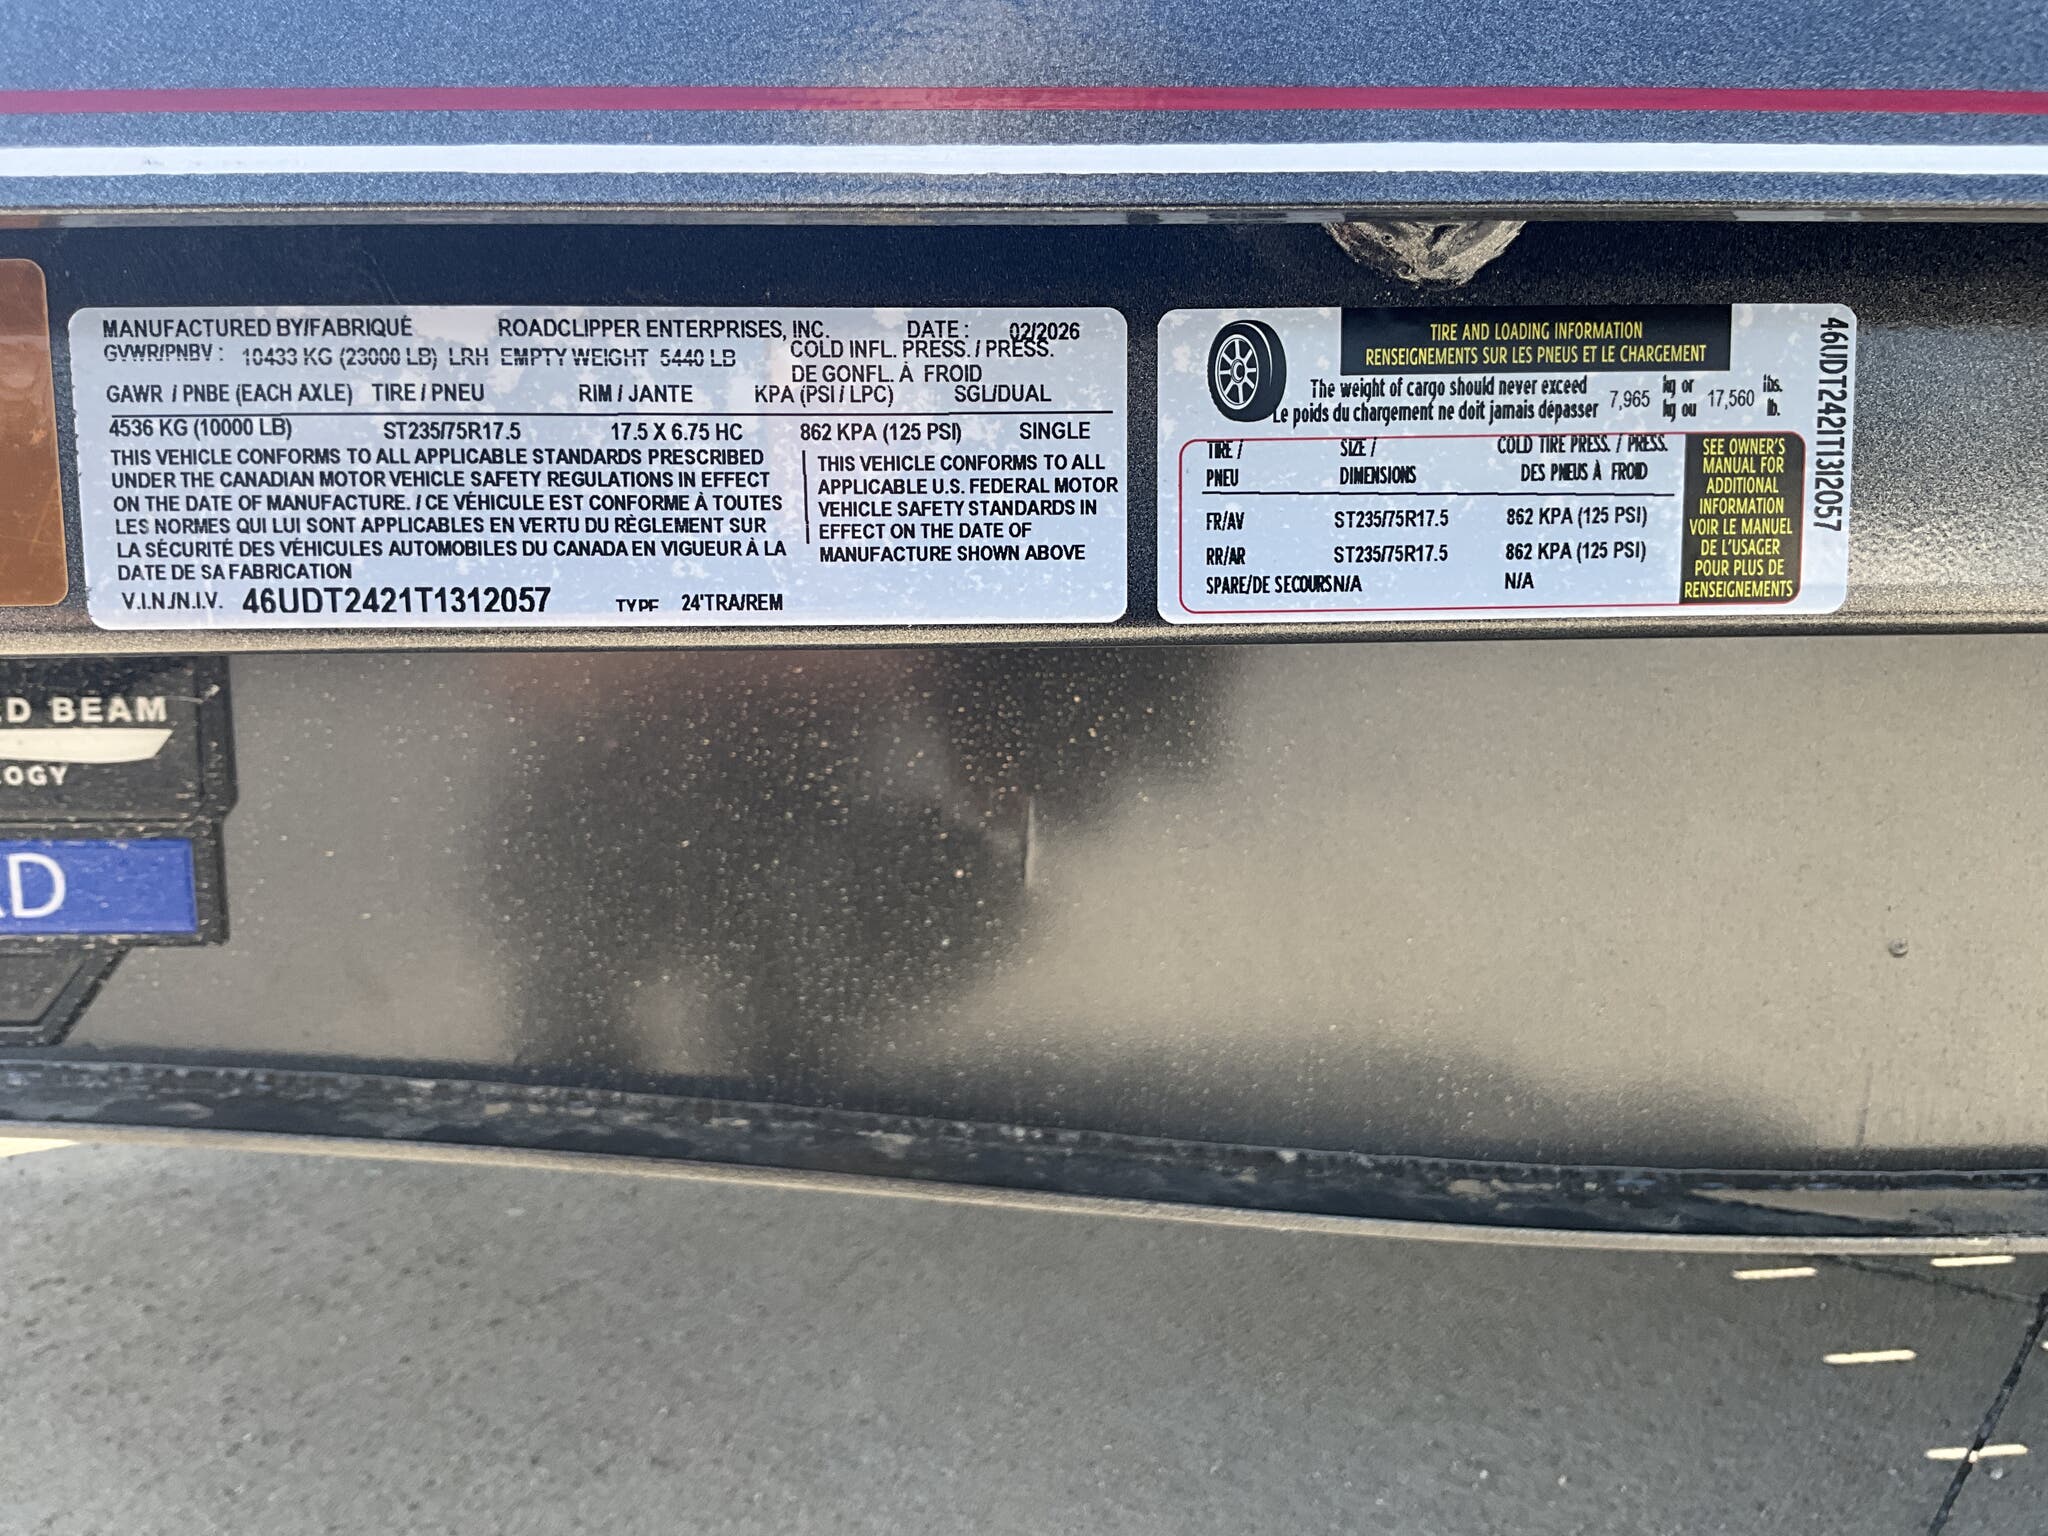 MANUFACTURED BY/FABRIQUÉ ROADCLIPPER ENTERPRISES, INC. DATE : 02/2026
GVWR/PNBV : 10433 KG (23000 LB) LRH EMPTY WEIGHT 5440 LB
COLD INFL. PRESS. / PRESS.
DE GONFL. À FROID
GAWR / PNBE (EACH AXLE) TIRE / PNEU RIM / JANTE KPA (PSI / LPC) SGL/DUAL
4536 KG (10000 LB) ST235/75R17.5 17.5 X 6.75 HC 862 KPA (125 PSI) SINGLE
THIS VEHICLE CONFORMS TO ALL APPLICABLE STANDARDS PRESCRIBED
UNDER THE CANADIAN MOTOR VEHICLE SAFETY REGULATIONS IN EFFECT
ON THE DATE OF MANUFACTURE. / CE VÉHICULE EST CONFORME À TOUTES
LES NORMES QUI LUI SONT APPLICABLES EN VERTU DU RÈGLEMENT SUR
LA SÉCURITÉ DES VÉHICULES AUTOMOBILES DU CANADA EN VIGUEUR À LA
DATE DE SA FABRICATION
THIS VEHICLE CONFORMS TO ALL
APPLICABLE U.S. FEDERAL MOTOR
VEHICLE SAFETY STANDARDS IN
EFFECT ON THE DATE OF
MANUFACTURE SHOWN ABOVE
V.I.N./N.I.V. 46UDT2421T1312057 TYPE 24'TRA/REM
TIRE AND LOADING INFORMATION
RENSEIGNEMENTS SUR LES PNEUS ET LE CHARGEMENT
The weight of cargo should never exceed 7,965 kg or 17,560 lbs.
Le poids du chargement ne doit jamais dépasser kg ou lb.
TIRE / SIZE / COLD TIRE PRESS. / PRESS.
PNEU DIMENSIONS DES PNEUS À FROID
FR/AV ST235/75R17.5 862 KPA (125 PSI)
RR/AR ST235/75R17.5 862 KPA (125 PSI)
SPARE/DE SECOURS N/A N/A
SEE OWNER'S
MANUAL FOR
ADDITIONAL
INFORMATION
VOIR LE MANUEL
DE L'USAGER
POUR PLUS DE
RENSEIGNEMENTS
46UDT2421T1312057
D BEAM
OGY
D